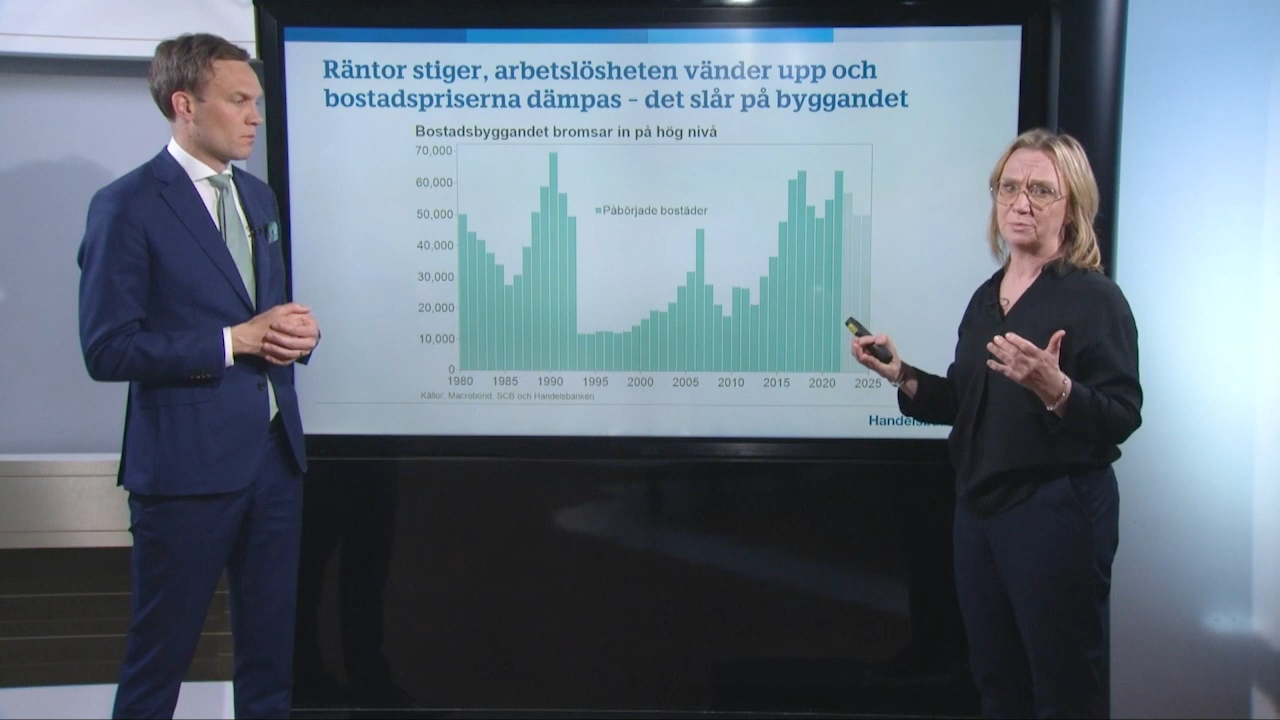 Räntor stiger, arbetslösheten vänder upp och
bostadspriserna dämpas – det slår på byggandet
Bostadsbyggandet bromsar in på hög nivå
70,000
60,000
50,000
40,000
30,000
20,000
10,000
0
Påbörjade bostäder
1980 1985 1990 1995 2000 2005 2010 2015 2020 2025
Källor: Macrobond, SCB och Handelsbanken